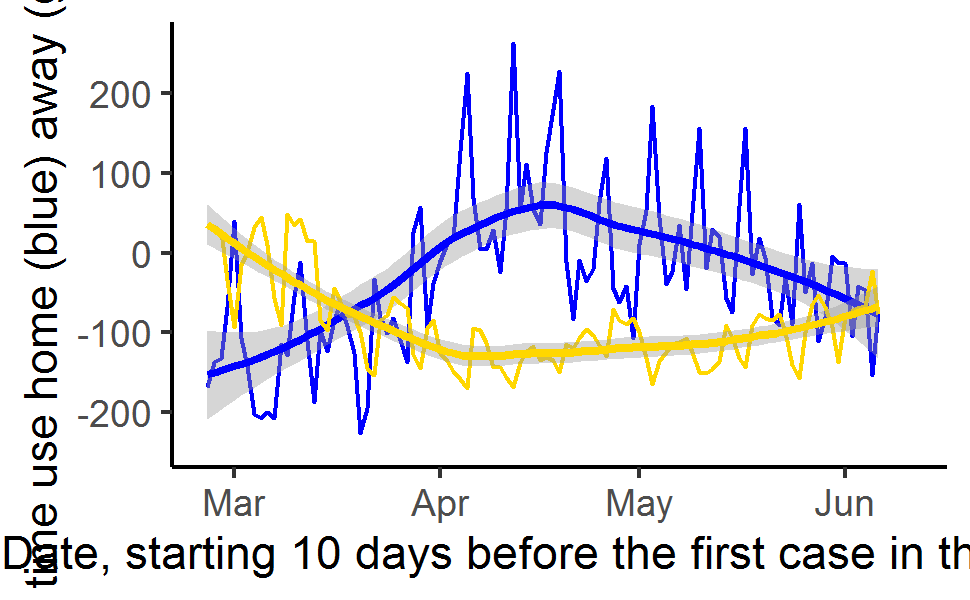 time use home (blue) away (
200
100
0
-100
-200
Mar Apr May Jun
Date, starting 10 days before the first case in th